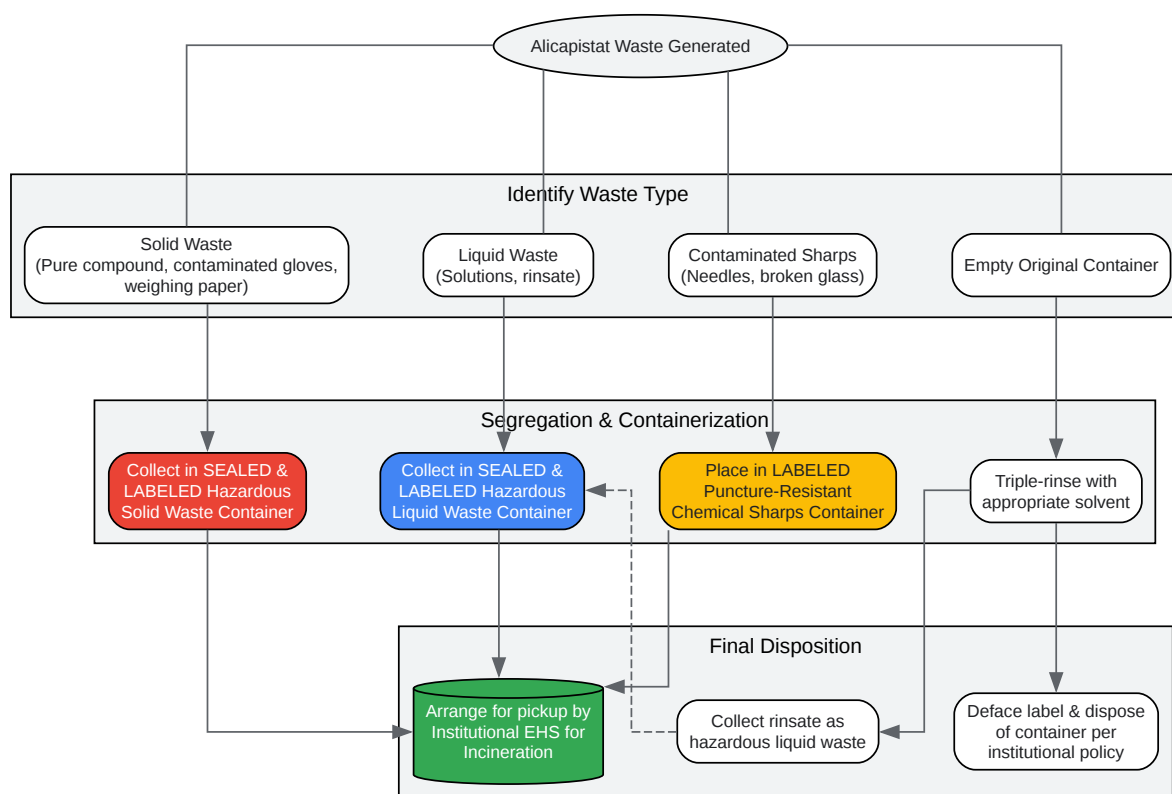 Alicapistat Waste Generated
Identify Waste Type
Solid Waste
(Pure compound, contaminated gloves,
weighing paper)
Liquid Waste
(Solutions, rinsate)
Contaminated Sharps
(Needles, broken glass)
Empty Original Container
Segregation & Containerization
Collect in SEALED &
LABELED Hazardous
Solid Waste Container
Collect in SEALED &
LABELED Hazardous
Liquid Waste Container
Place in LABELED
Puncture-Resistant
Chemical Sharps Container
Triple-rinse with
appropriate solvent
Final Disposition
Arrange for pickup by
Institutional EHS for
Incineration
Collect rinsate as
hazardous liquid waste
Deface label & dispose
of container per
institutional policy